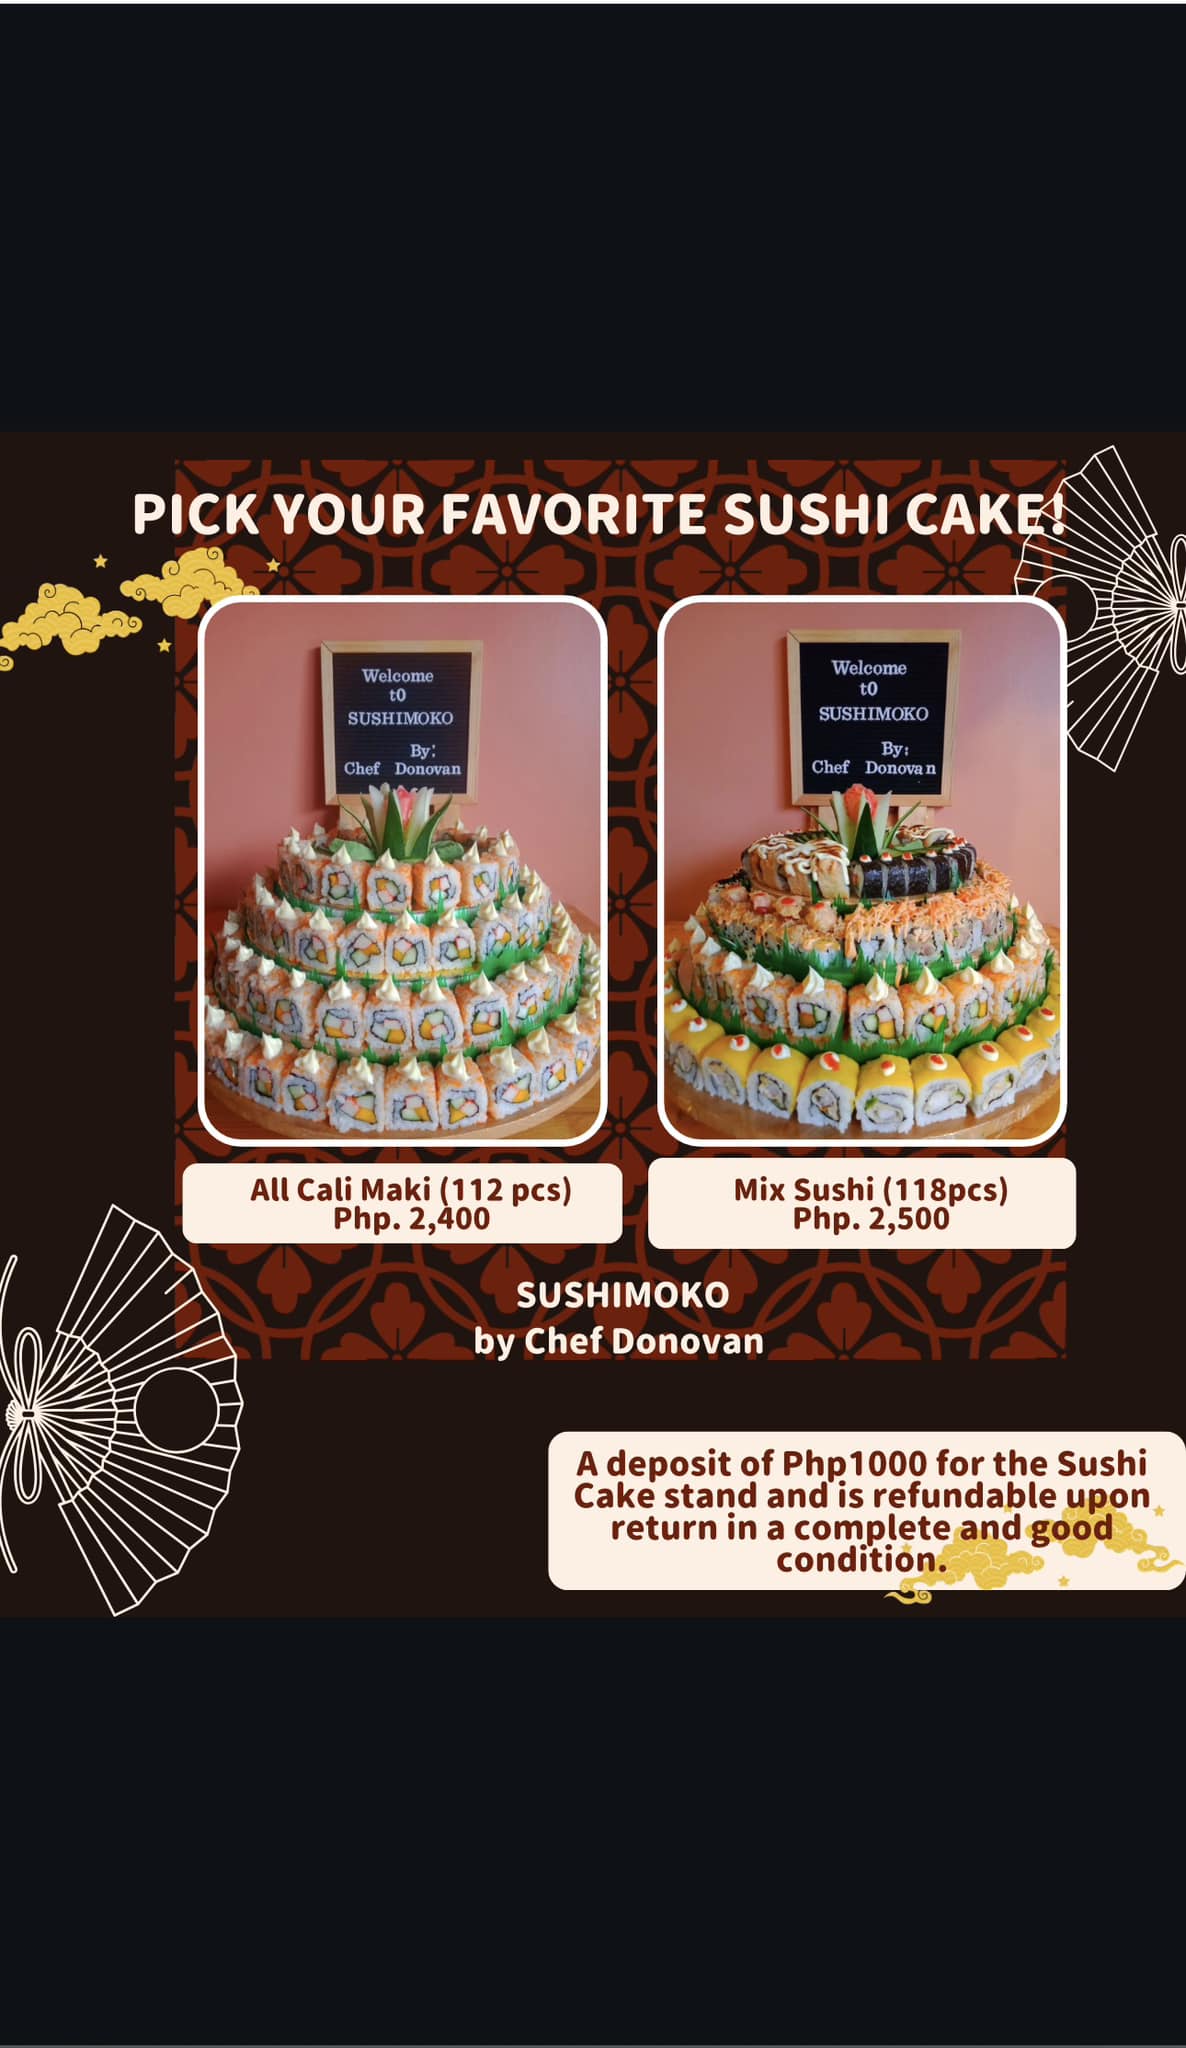 PICK YOUR FAVORITE SUSHI CAKE!
Welcome
t0
SUSHIMOKO
By:
Chef Donovan
Welcome
t0
SUSHIMOKO
By:
Chef Donovan
All Cali Maki (112 pcs)
Php. 2,400
Mix Sushi (118pcs)
Php. 2,500
SUSHIMOKO
by Chef Donovan
A deposit of Php1000 for the Sushi
Cake stand and is refundable upon
return in a complete and good
condition.